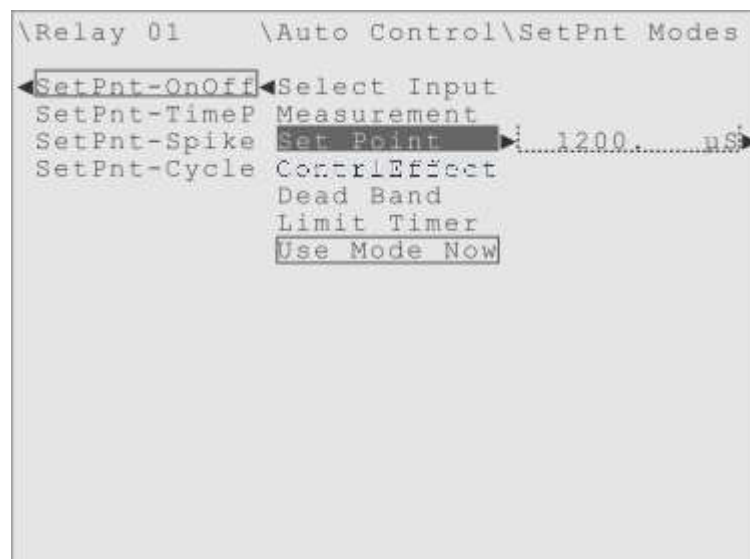 \Relay 01 \Auto Control\SetPnt Modes
SetPnt-OnOff Select Input
SetPnt-TimeP Measurement
SetPnt-Spike Set Point 1200. uS
SetPnt-Cycle ContrlEffect
Dead Band
Limit Timer
Use Mode Now